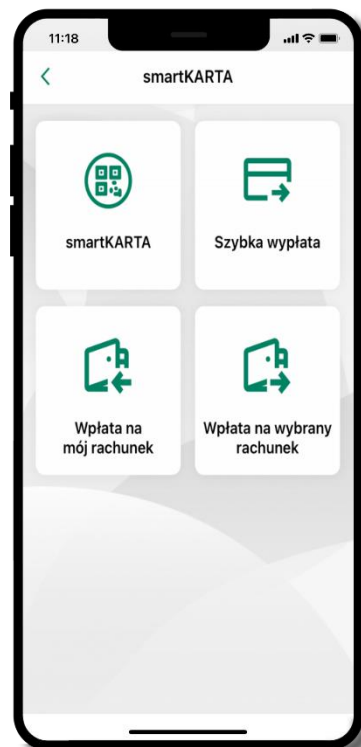 11:18
smartKARTA
smartKARTA
Szybka wypłata
Wpłata na
mój rachunek
Wpłata na wybrany
rachunek